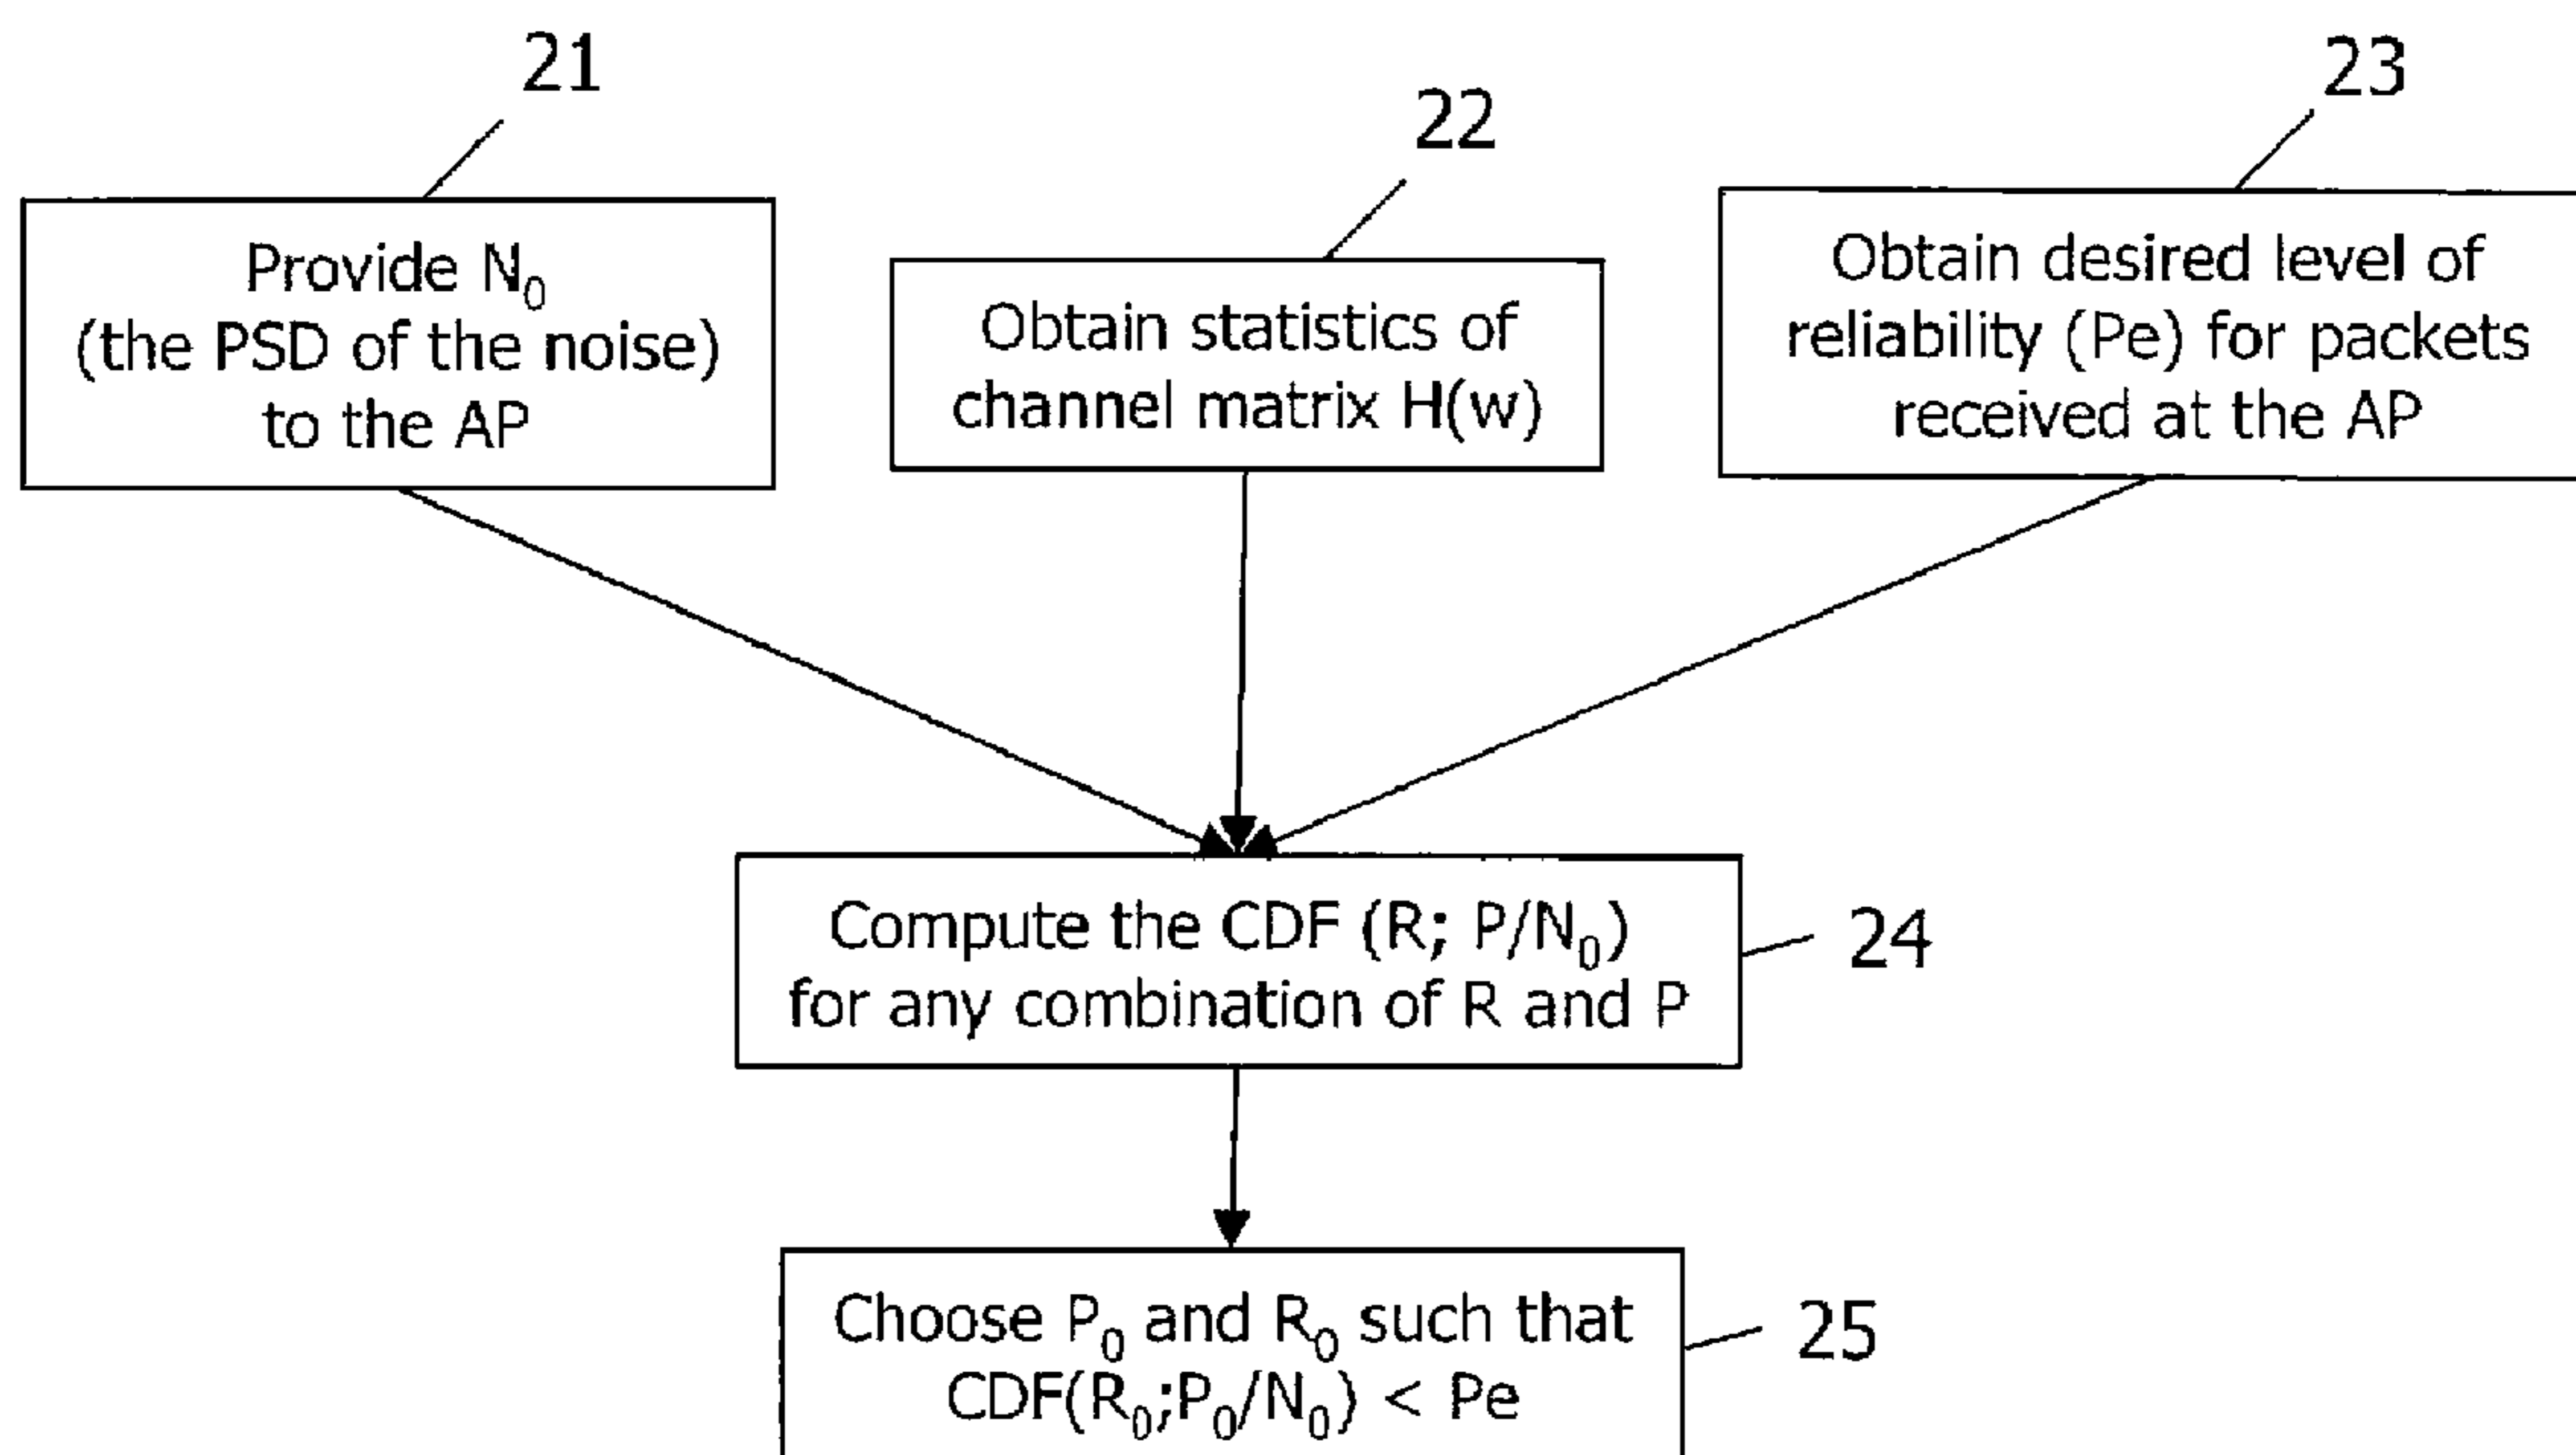 21
Provide N₀
(the PSD of the noise)
to the AP
22
Obtain statistics of
channel matrix H(w)
23
Obtain desired level of
reliability (Pe) for packets
received at the AP
Compute the CDF (R; P/N₀)
for any combination of R and P
24
Choose P₀ and R₀ such that
CDF(R₀;P₀/N₀) < Pe
25